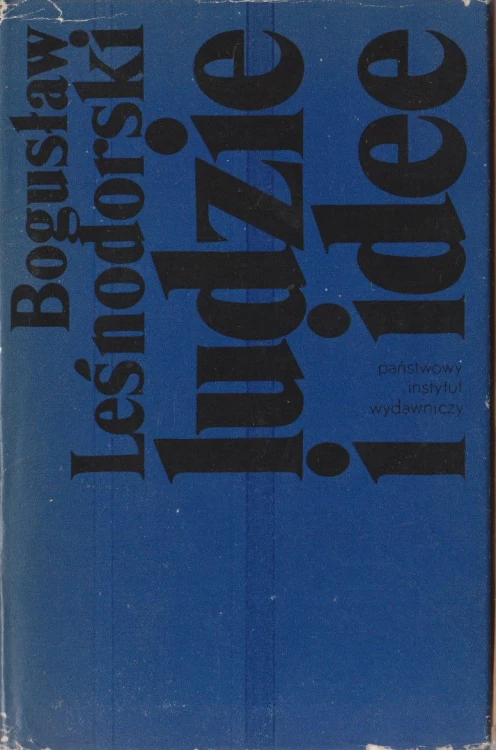 Bogusław
Leśnodorski
ludzie
i idee
państwowy
instytut
wydawniczy